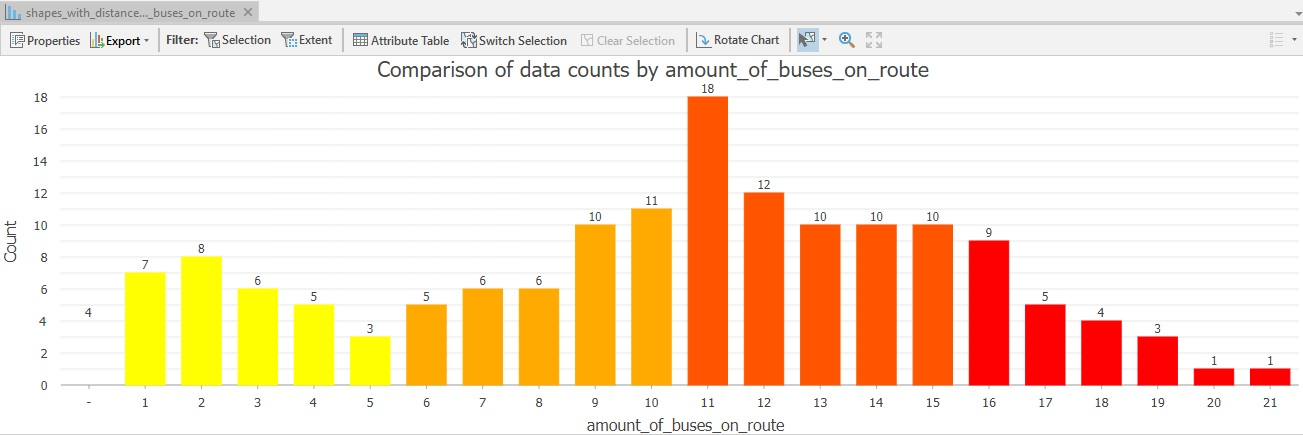 shapes_with_distance..._buses_on_route
Properties Export Filter: Selection Extent Attribute Table Switch Selection Clear Selection Rotate Chart
Comparison of data counts by amount_of_buses_on_route
18
16
14
12
10
8
6
4
2
0
Count
4 7 8 6 5 3 5 6 6 10 11 18 12 10 10 10 9 5 4 3 1 1
- 1 2 3 4 5 6 7 8 9 10 11 12 13 14 15 16 17 18 19 20 21
amount_of_buses_on_route